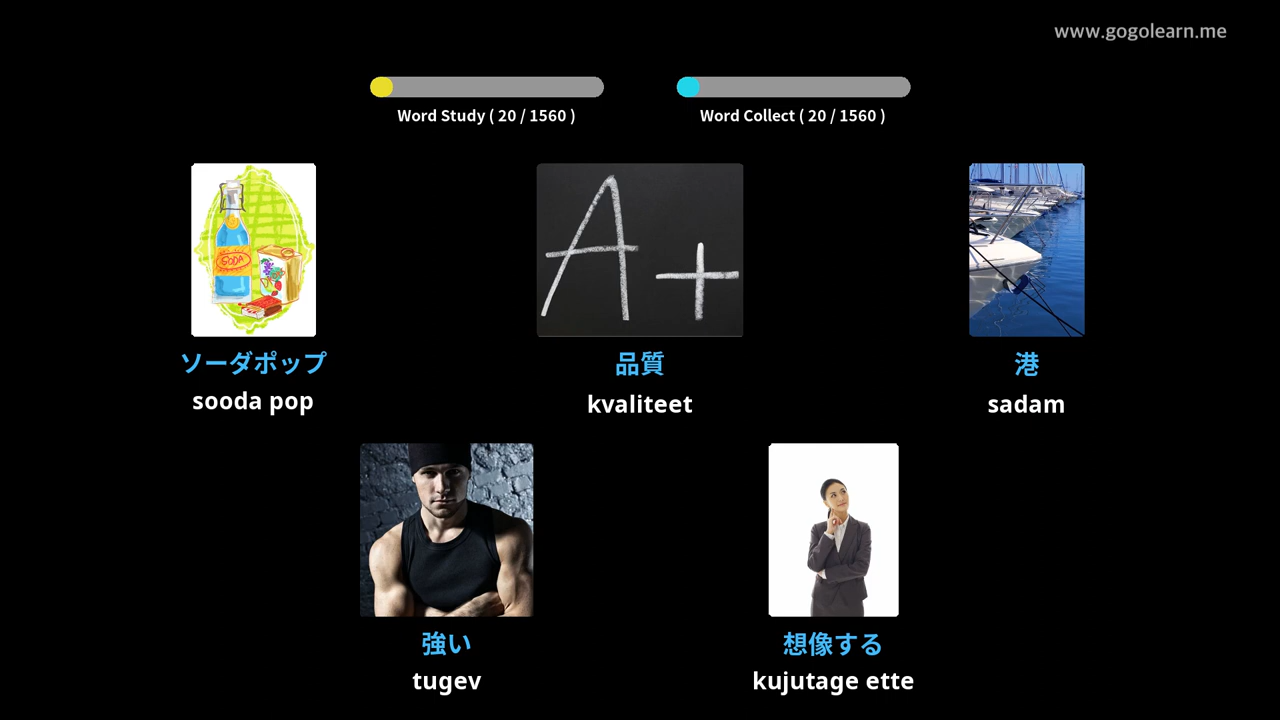 www.gogolearn.me
Word Study ( 20 / 1560 )
Word Collect ( 20 / 1560 )
SODA
A+
ソーダポップ
品質
港
sooda pop
kvaliteet
sadam
強い
想像する
tugev
kujutage ette